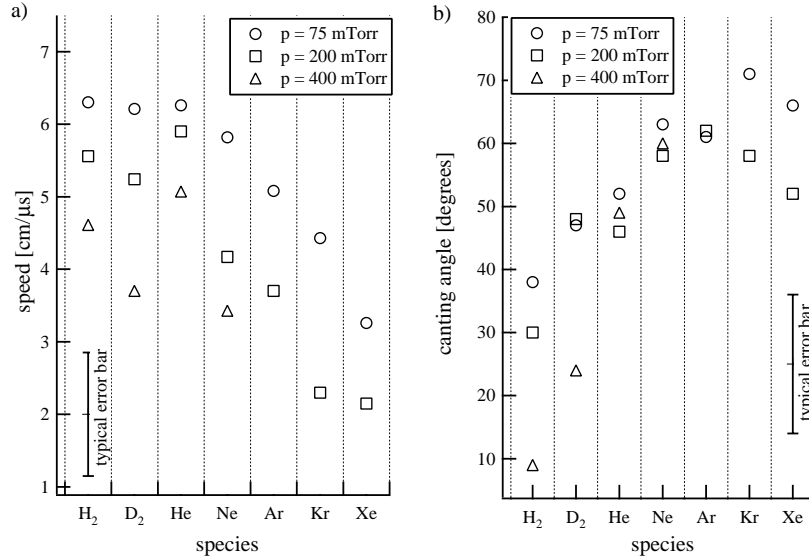 a)
p = 75 mTorr
p = 200 mTorr
p = 400 mTorr
7
6
5
4
3
2
1
speed [cm/μs]
typical error bar
H₂ D₂ He Ne Ar Kr Xe
species
b)
p = 75 mTorr
p = 200 mTorr
p = 400 mTorr
80
70
60
50
40
30
20
10
canting angle [degrees]
typical error bar
H₂ D₂ He Ne Ar Kr Xe
species